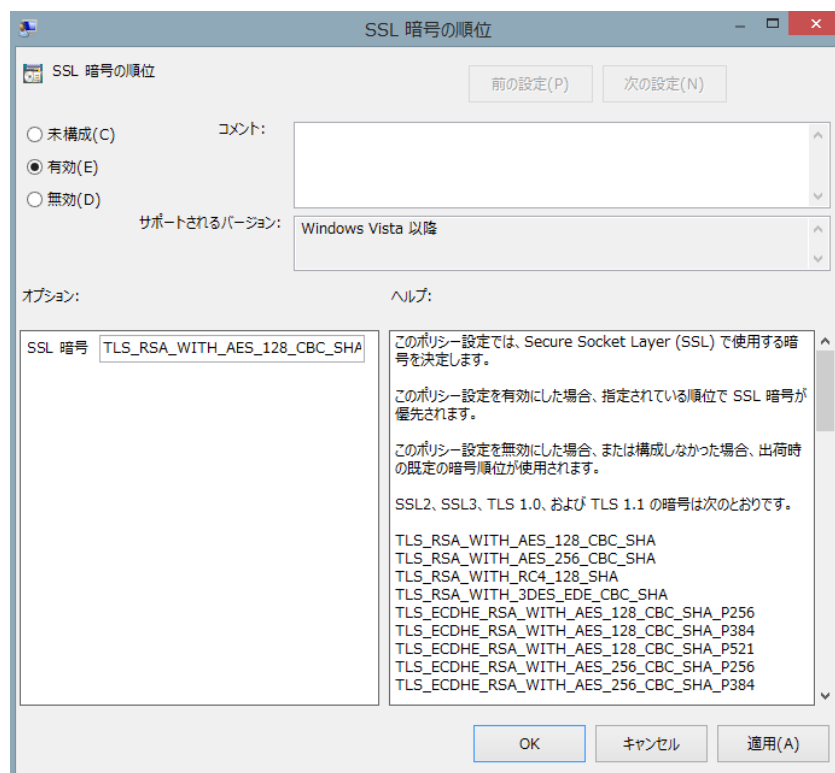 SSL 暗号の順位
SSL 暗号の順位
前の設定(P)
次の設定(N)
未構成(C)
有効(E)
無効(D)
コメント:
サポートされるバージョン:
Windows Vista 以降
オプション:
ヘルプ:
SSL 暗号
TLS_RSA_WITH_AES_128_CBC_SHA
このポリシー設定では、Secure Socket Layer (SSL) で使用する暗
号を決定します。
このポリシー設定を有効にした場合、指定されている順位で SSL 暗号が
優先されます。
このポリシー設定を無効にした場合、または構成しなかった場合、出荷時
の既定の暗号順位が使用されます。
SSL2、SSL3、TLS 1.0、および TLS 1.1 の暗号は次のとおりです。
TLS_RSA_WITH_AES_128_CBC_SHA
TLS_RSA_WITH_AES_256_CBC_SHA
TLS_RSA_WITH_RC4_128_SHA
TLS_RSA_WITH_3DES_EDE_CBC_SHA
TLS_ECDHE_RSA_WITH_AES_128_CBC_SHA_P256
TLS_ECDHE_RSA_WITH_AES_128_CBC_SHA_P384
TLS_ECDHE_RSA_WITH_AES_128_CBC_SHA_P521
TLS_ECDHE_RSA_WITH_AES_256_CBC_SHA_P256
TLS_ECDHE_RSA_WITH_AES_256_CBC_SHA_P384
OK
キャンセル
適用(A)